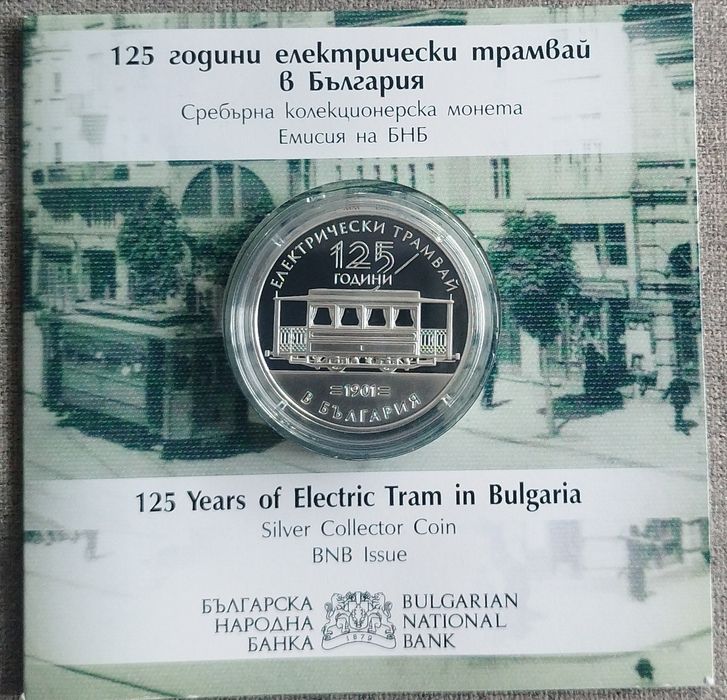 125 години електрически трамвай
в България
Сребърна колекционерска монета
Емисия на БНБ
ЕЛЕКТРИЧЕСКИ ТРАМВАЙ
125
ГОДИНИ
1901
В БЪЛГАРИЯ
125 Years of Electric Tram in Bulgaria
Silver Collector Coin
BNB Issue
БЪЛГАРСКА
НАРОДНА
БАНКА
1879
BULGARIAN
NATIONAL
BANK